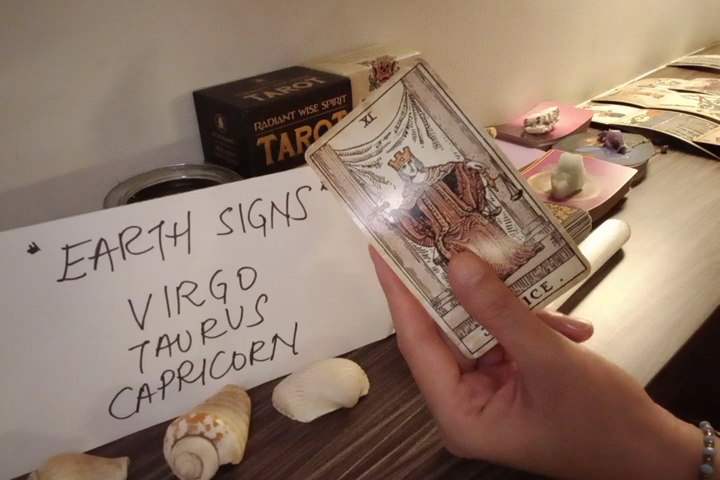 TAROT
RADIANT WISE SPIRIT
TAROT
XI
"EARTH SIGNS"
VIRGO
TAURUS
CAPRICORN